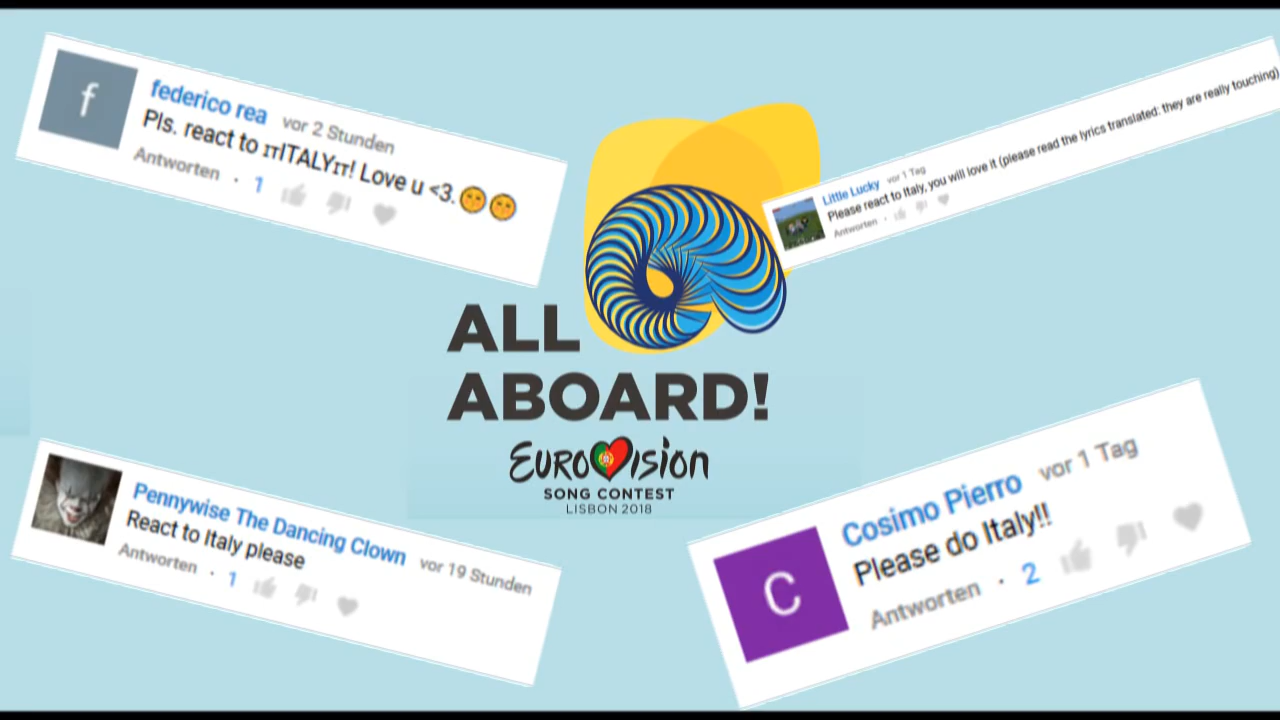 f
federico rea vor 2 Stunden
Pls. react to ɪᴛITALYɪᴛ! Love u <3.
Antworten · 1
Little Lucky vor 1 Tag
Please react to Italy, you will love it (please read the lyrics translated: they are really touching)
Antworten ·
ALL
ABOARD!
EUROVISION
SONG CONTEST
LISBON 2018
Pennywise The Dancing Clown vor 19 Stunden
React to Italy please
Antworten · 1
C
Cosimo Pierro vor 1 Tag
Please do Italy!!
Antworten · 2